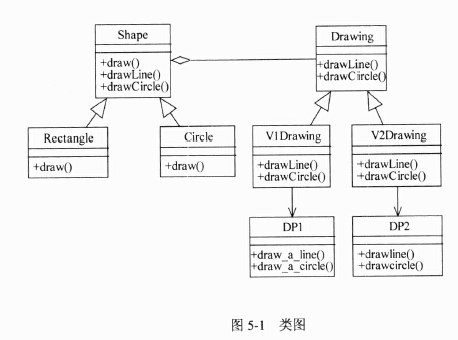 Shape
+draw()
+drawLine()
+drawCircle()
Drawing
+drawLine()
+drawCircle()
Rectangle
+draw()
Circle
+draw()
V1Drawing
+drawLine()
+drawCircle()
V2Drawing
+drawLine()
+drawCircle()
DP1
+draw_a_line()
+draw_a_circle()
DP2
+drawline()
+drawcircle()
图 5-1 类图